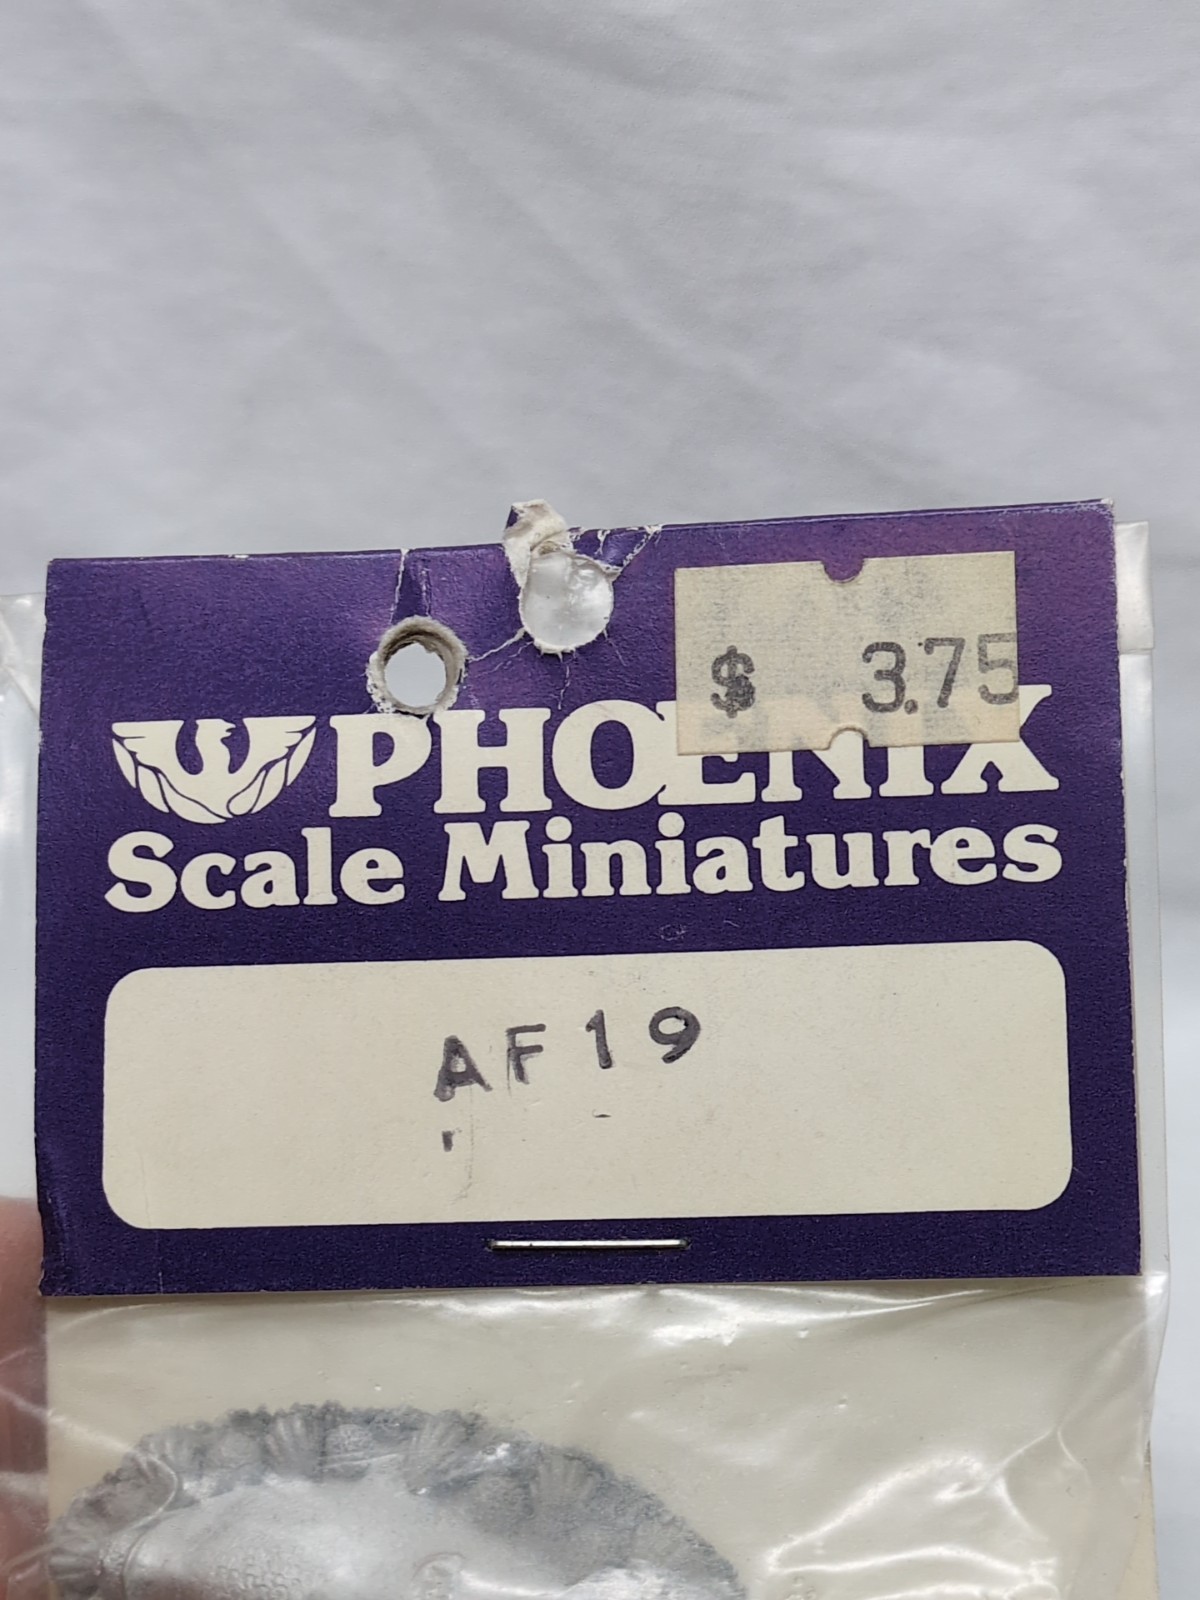 $ 3.75
PHOENIX
Scale Miniatures
AF19